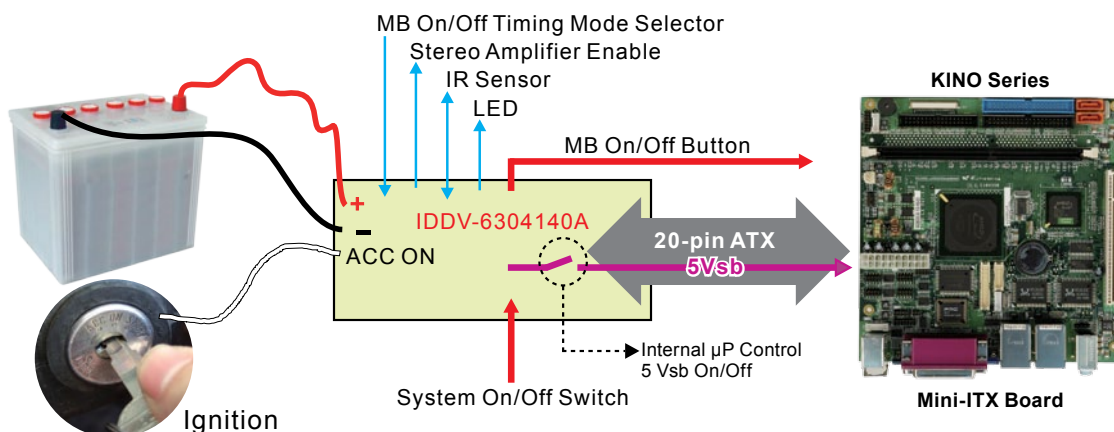 MB On/Off Timing Mode Selector
Stereo Amplifier Enable
IR Sensor
LED
KINO Series
MB On/Off Button
+
IDDV-6304140A
-
ACC ON
20-pin ATX
5Vsb
Internal µP Control
5 Vsb On/Off
System On/Off Switch
Ignition
Mini-ITX Board